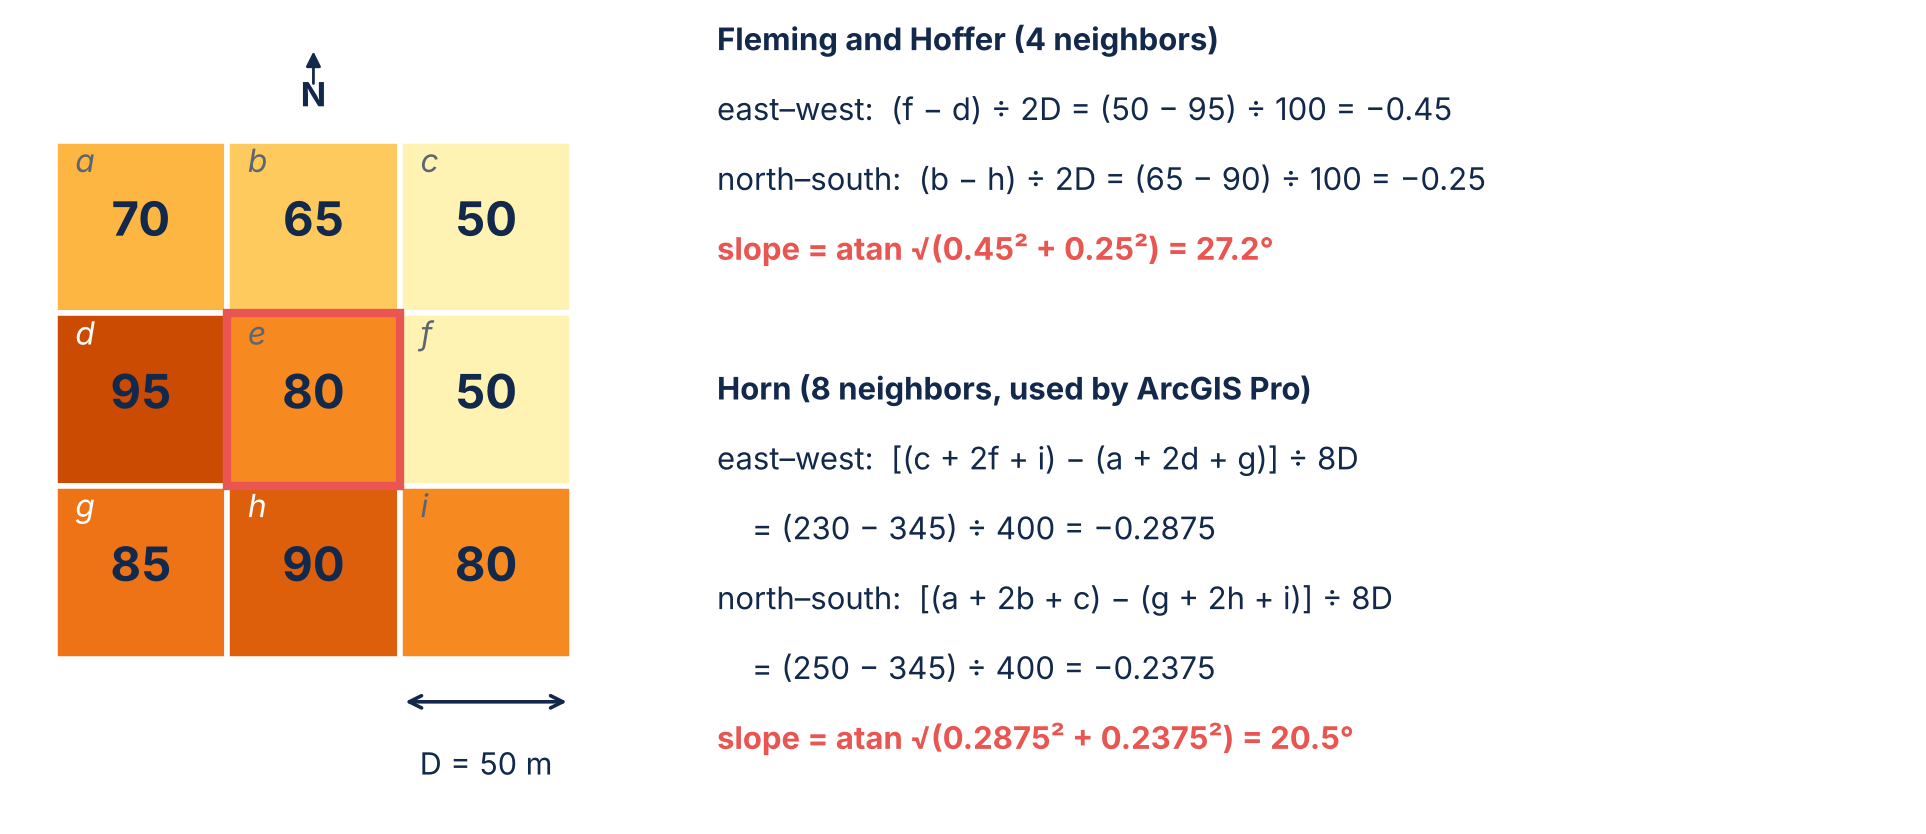 N
a
b
c
70
65
50
d
e
f
95
80
50
g
h
i
85
90
80
D = 50 m
Fleming and Hoffer (4 neighbors)
east–west:  (f − d) ÷ 2D = (50 − 95) ÷ 100 = −0.45
north–south:  (b − h) ÷ 2D = (65 − 90) ÷ 100 = −0.25
slope = atan √(0.45² + 0.25²) = 27.2°
Horn (8 neighbors, used by ArcGIS Pro)
east–west:  [(c + 2f + i) − (a + 2d + g)] ÷ 8D
= (230 − 345) ÷ 400 = −0.2875
north–south:  [(a + 2b + c) − (g + 2h + i)] ÷ 8D
= (250 − 345) ÷ 400 = −0.2375
slope = atan √(0.2875² + 0.2375²) = 20.5°